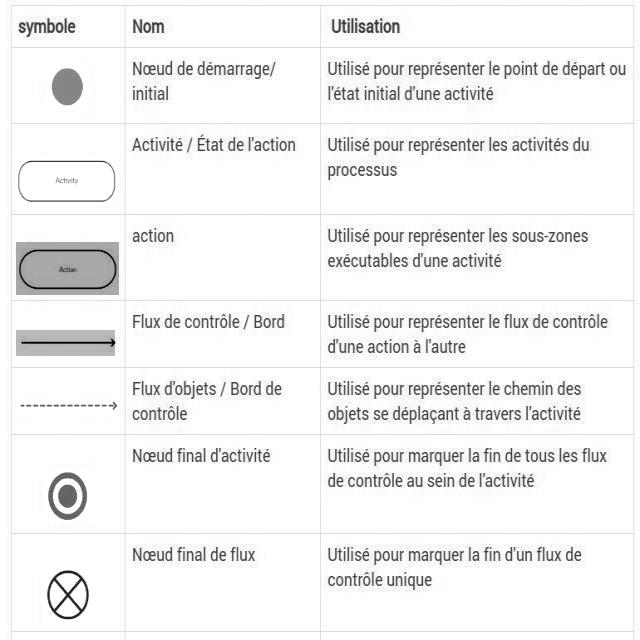 symbole Nom Utilisation
Nœud de démarrage/ Utilisé pour représenter le point de départ ou
initial l'état initial d'une activité
Activité / État de l'action Utilisé pour représenter les activités du
processus
Activity
action Utilisé pour représenter les sous-zones
exécutables d'une activité
Action
Flux de contrôle / Bord Utilisé pour représenter le flux de contrôle
d'une action à l'autre
Flux d'objets / Bord de Utilisé pour représenter le chemin des
contrôle objets se déplaçant à travers l'activité
Nœud final d'activité Utilisé pour marquer la fin de tous les flux
de contrôle au sein de l'activité
Nœud final de flux Utilisé pour marquer la fin d'un flux de
contrôle unique